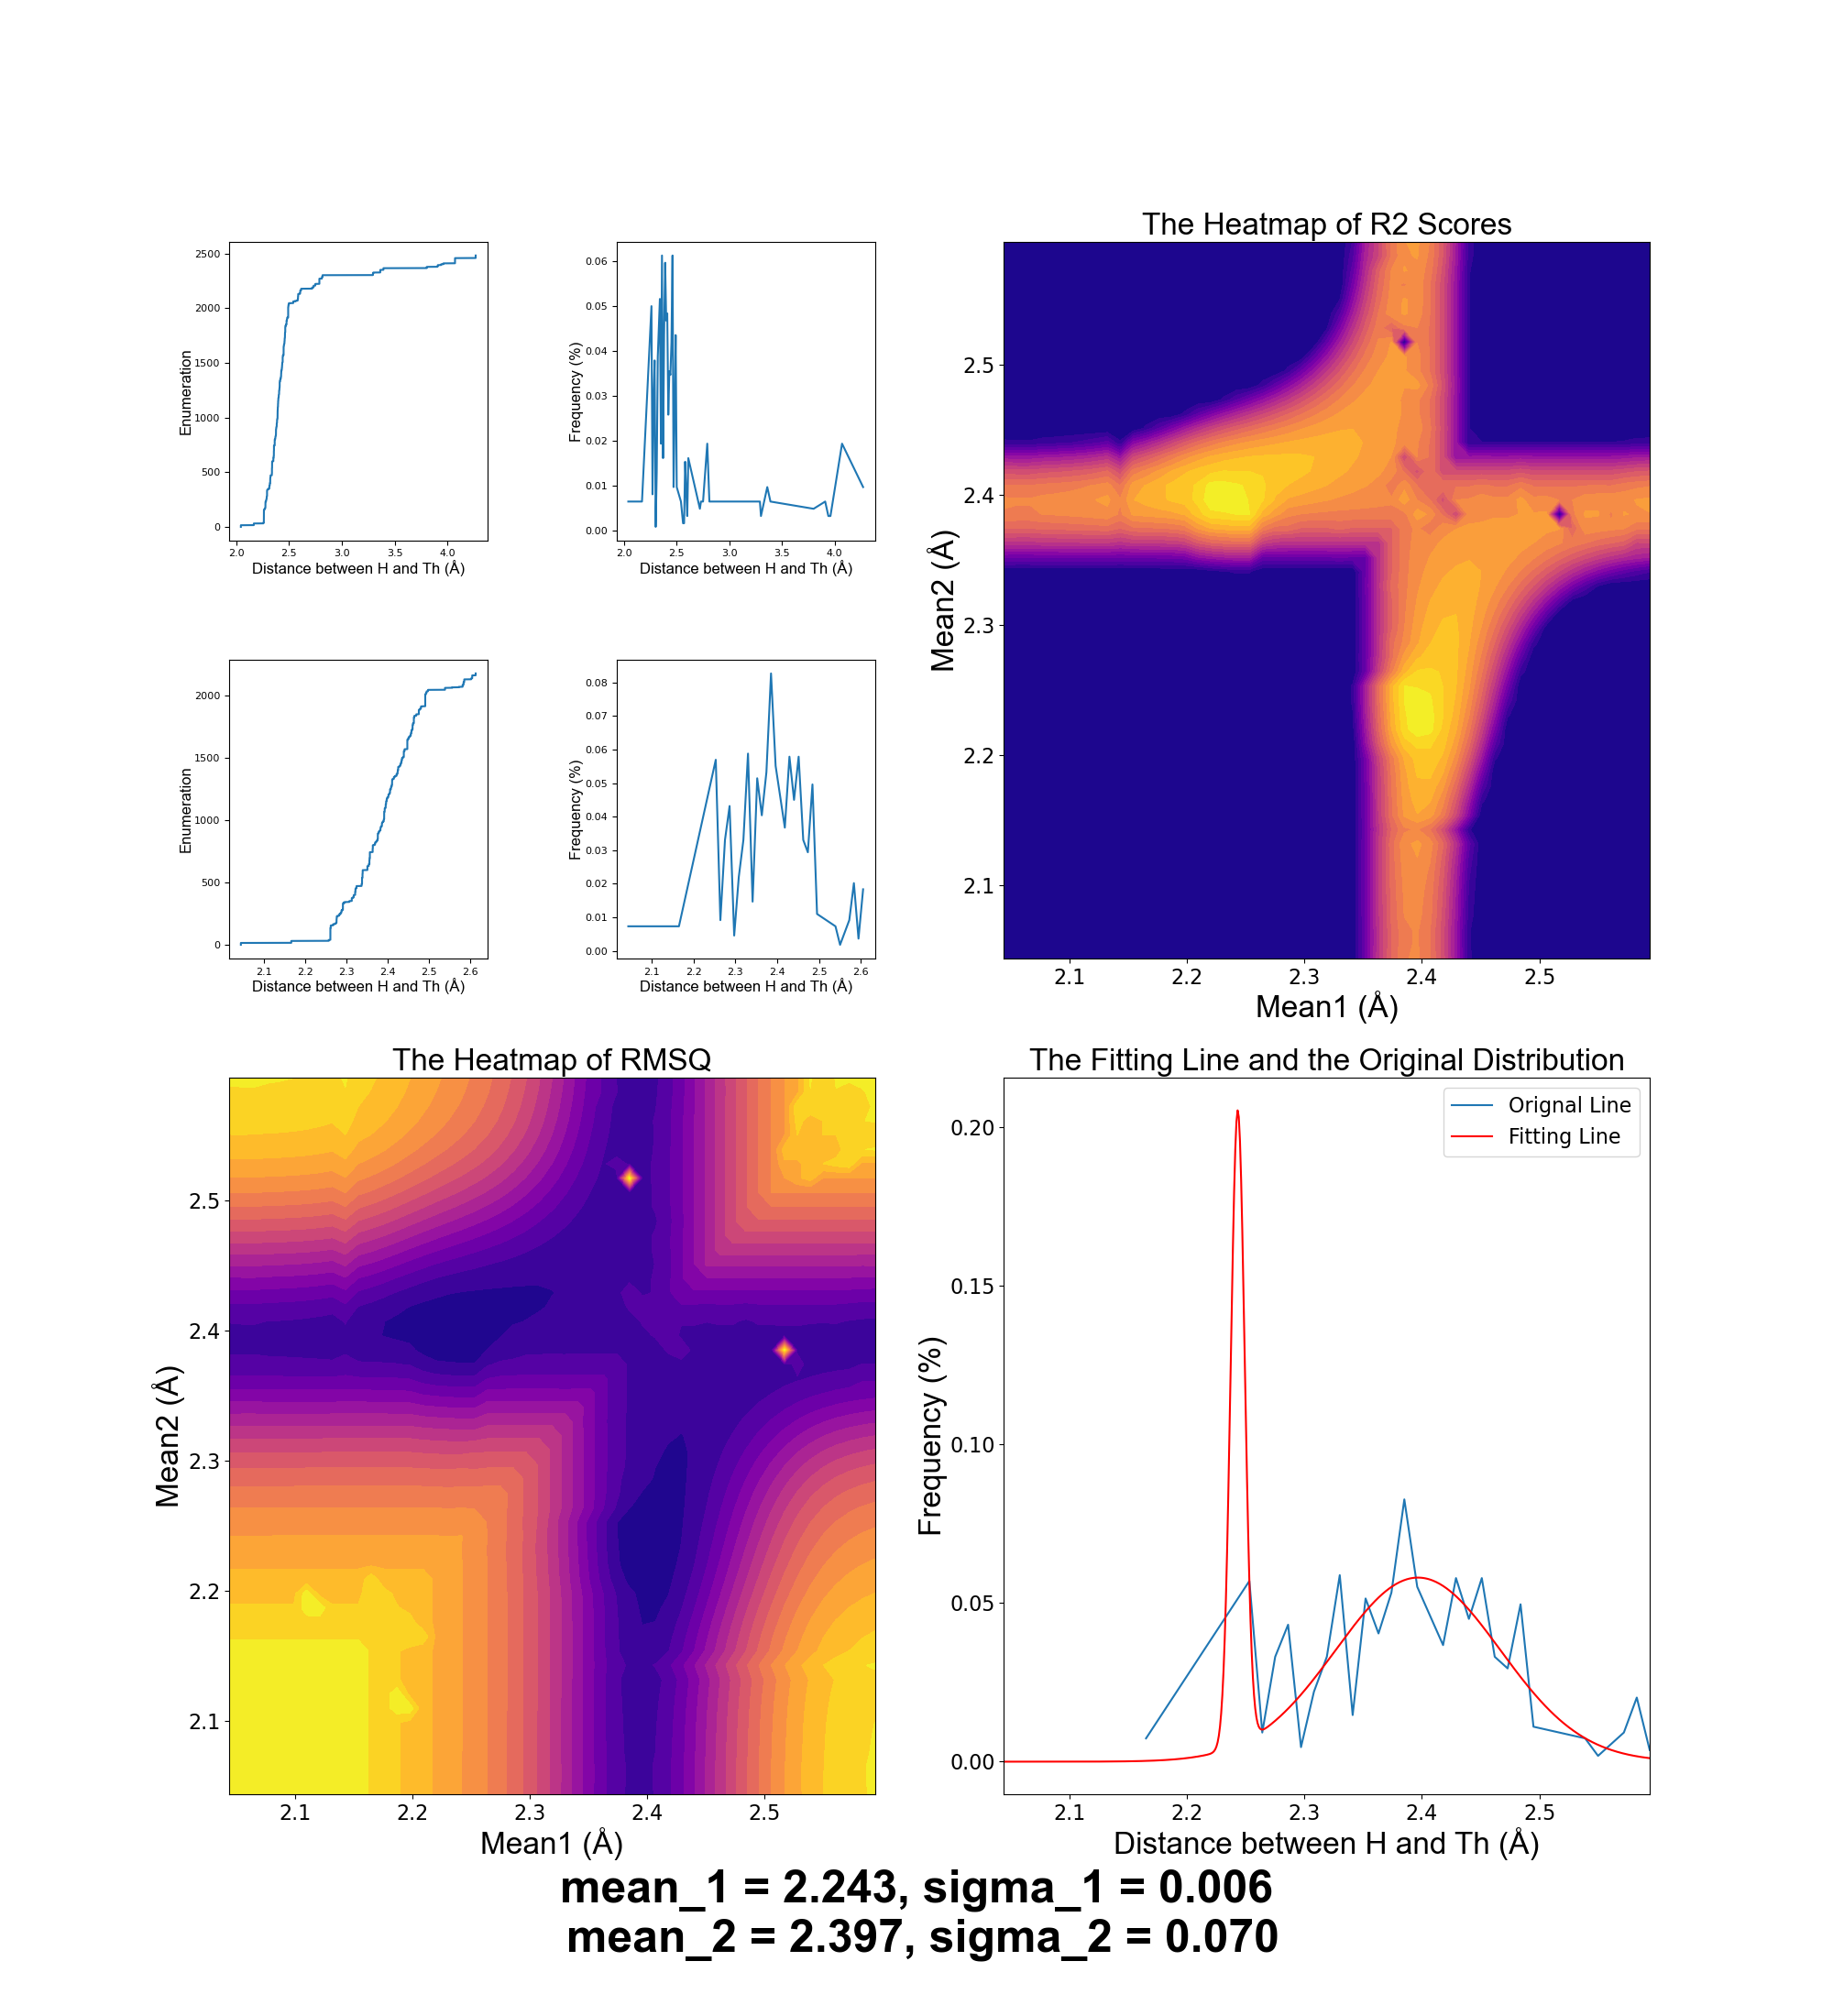 The Heatmap of R2 Scores
2500
2000
1500
1000
500
0
Enumeration
2.0 2.5 3.0 3.5 4.0
Distance between H and Th (Å)
0.06
0.05
0.04
0.03
0.02
0.01
0.00
Frequency (%)
2.0 2.5 3.0 3.5 4.0
Distance between H and Th (Å)
2.5
2.4
2.3
2.2
2.1
Mean2 (Å)
2.1 2.2 2.3 2.4 2.5
Mean1 (Å)
2000
1500
1000
500
0
Enumeration
2.1 2.2 2.3 2.4 2.5 2.6
Distance between H and Th (Å)
0.08
0.07
0.06
0.05
0.04
0.03
0.02
0.01
0.00
Frequency (%)
2.1 2.2 2.3 2.4 2.5 2.6
Distance between H and Th (Å)
The Heatmap of RMSQ
2.5
2.4
2.3
2.2
2.1
Mean2 (Å)
2.1 2.2 2.3 2.4 2.5
Mean1 (Å)
The Fitting Line and the Original Distribution
Orignal Line
Fitting Line
0.20
0.15
0.10
0.05
0.00
Frequency (%)
2.1 2.2 2.3 2.4 2.5
Distance between H and Th (Å)
mean_1 = 2.243, sigma_1 = 0.006
mean_2 = 2.397, sigma_2 = 0.070